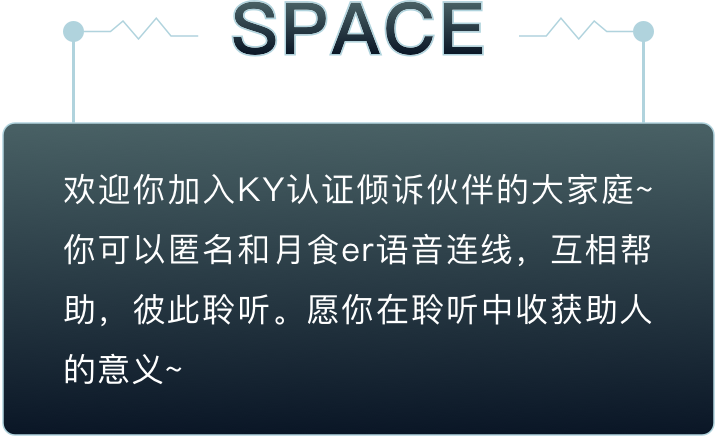 SPACE
欢迎你加入KY认证倾诉伙伴的大家庭~
你可以匿名和月食er语音连线，互相帮
助，彼此聆听。愿你在聆听中收获助人
的意义~